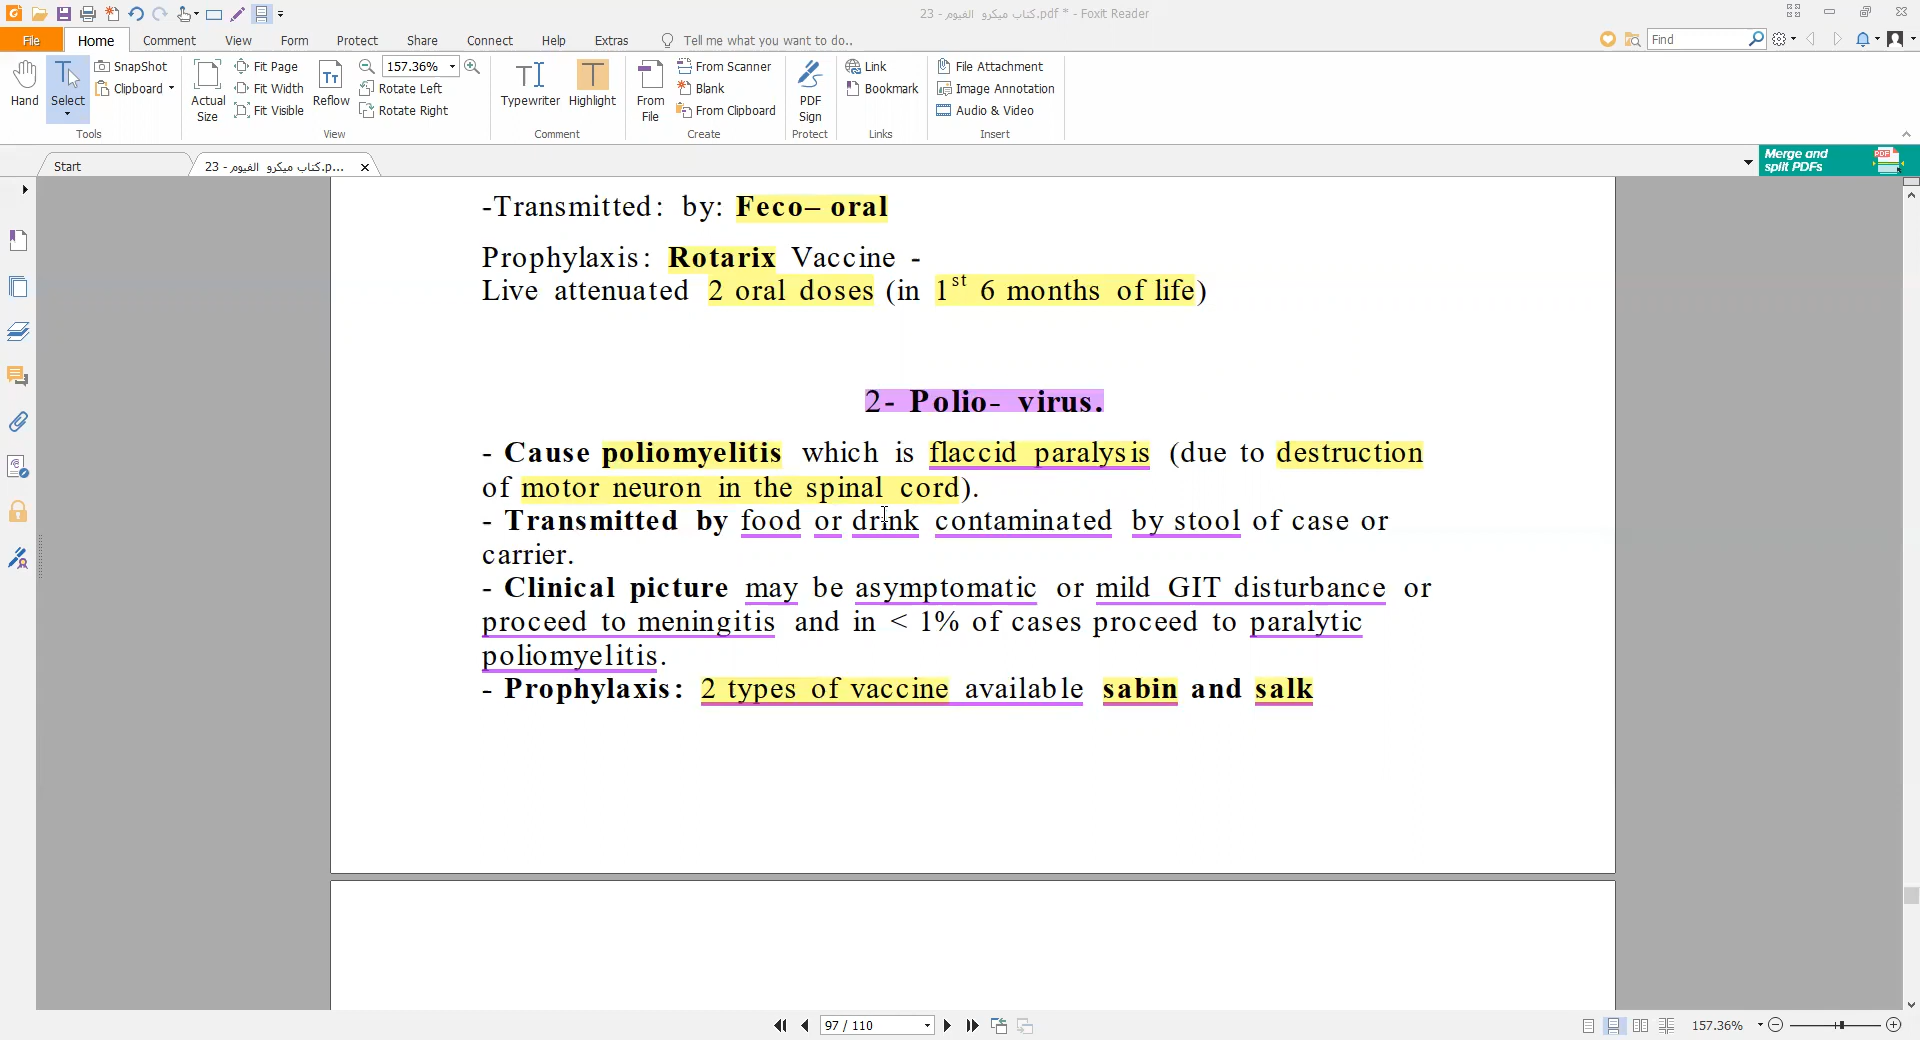 كتاب ميكرو الفيوم - 23.pdf * - Foxit Reader
File Home Comment View Form Protect Share Connect Help Extras Tell me what you want to do.. Find
Hand
Select
SnapShot
Clipboard
Tools
Actual Size
Fit Page
Fit Width
Fit Visible
Reflow
157.36%
Rotate Left
Rotate Right
View
Typewriter
Highlight
Comment
From File
From Scanner
Blank
From Clipboard
Create
PDF Sign
Protect
Link
Bookmark
Links
File Attachment
Image Annotation
Audio & Video
Insert
Start
كتاب ميكرو الفيوم - 23.p...
Merge and
split PDFs
-Transmitted: by: Feco– oral
Prophylaxis: Rotarix Vaccine -
Live attenuated 2 oral doses (in 1st 6 months of life)
2- Polio- virus.
- Cause poliomyelitis which is flaccid paralysis (due to destruction
of motor neuron in the spinal cord).
- Transmitted by food or drink contaminated by stool of case or
carrier.
- Clinical picture may be asymptomatic or mild GIT disturbance or
proceed to meningitis and in < 1% of cases proceed to paralytic
poliomyelitis.
- Prophylaxis: 2 types of vaccine available sabin and salk
97 / 110
157.36%